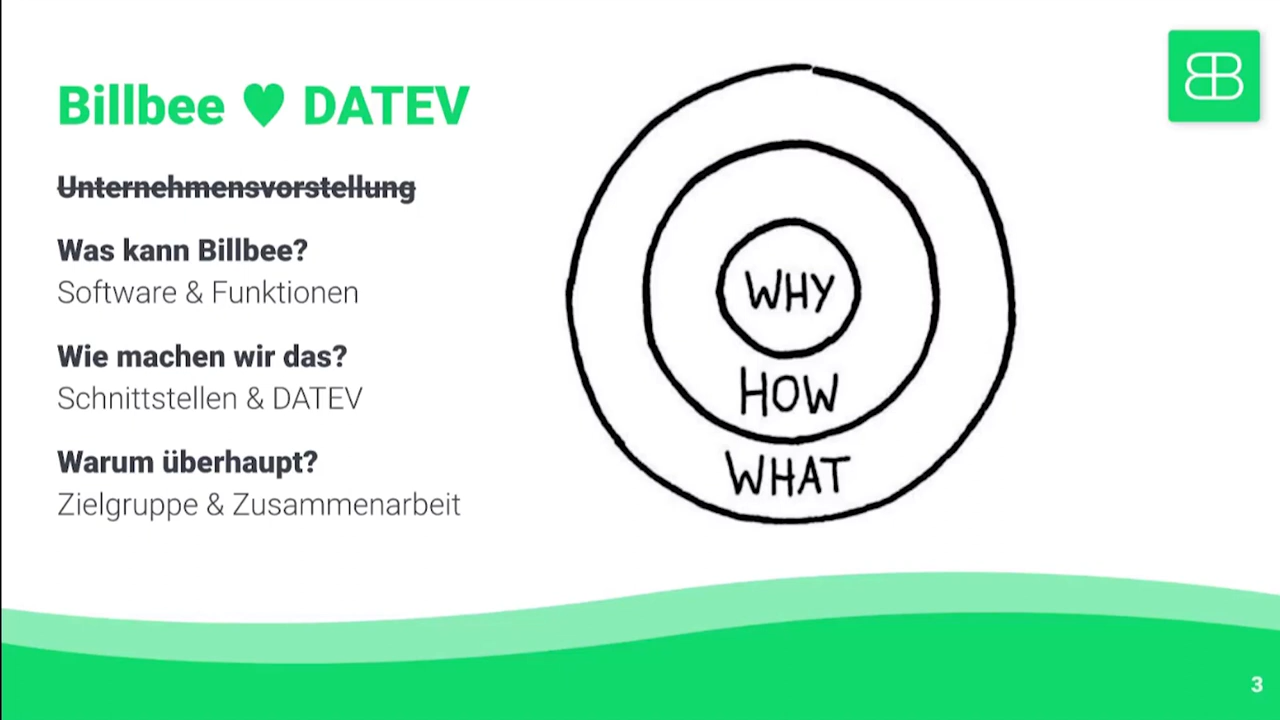 Billbee ♥ DATEV
Unternehmensvorstellung
Was kann Billbee?
Software & Funktionen
Wie machen wir das?
Schnittstellen & DATEV
Warum überhaupt?
Zielgruppe & Zusammenarbeit
WHY
HOW
WHAT
3